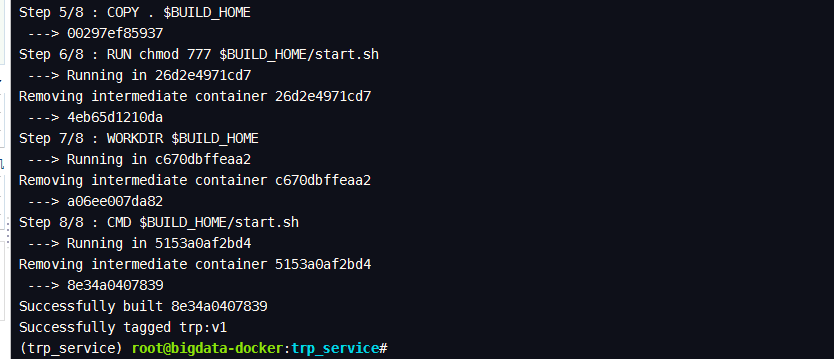 Step 5/8 : COPY . $BUILD_HOME
 ---> 00297ef85937
Step 6/8 : RUN chmod 777 $BUILD_HOME/start.sh
 ---> Running in 26d2e4971cd7
Removing intermediate container 26d2e4971cd7
 ---> 4eb65d1210da
Step 7/8 : WORKDIR $BUILD_HOME
 ---> Running in c670dbffeaa2
Removing intermediate container c670dbffeaa2
 ---> a06ee007da82
Step 8/8 : CMD $BUILD_HOME/start.sh
 ---> Running in 5153a0af2bd4
Removing intermediate container 5153a0af2bd4
 ---> 8e34a0407839
Successfully built 8e34a0407839
Successfully tagged trp:v1
(trp_service) root@bigdata-docker:trp_service#